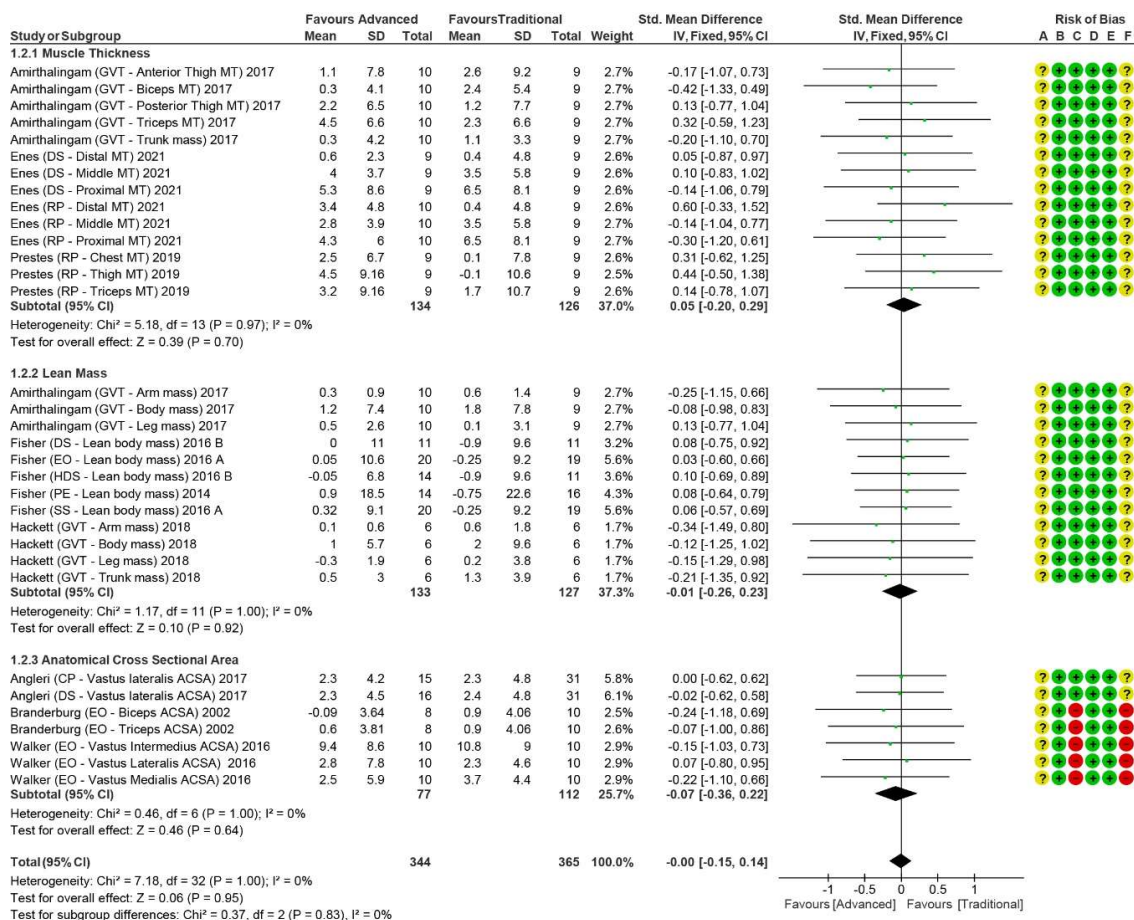 Favours Advanced FavoursTraditional Std. Mean Difference Std. Mean Difference Risk of Bias
Study or Subgroup Mean SD Total Mean SD Total Weight IV, Fixed, 95% CI IV, Fixed, 95% CI A B C D E F
1.2.1 Muscle Thickness
Amirthalingam (GVT - Anterior Thigh MT) 2017 1.1 7.8 10 2.6 9.2 9 2.7% -0.17 [-1.07, 0.73] ? + + + + ?
Amirthalingam (GVT - Biceps MT) 2017 0.3 4.1 10 2.4 5.4 9 2.7% -0.42 [-1.33, 0.49] ? + + + + ?
Amirthalingam (GVT - Posterior Thigh MT) 2017 2.2 6.5 10 1.2 7.7 9 2.7% 0.13 [-0.77, 1.04] ? + + + + ?
Amirthalingam (GVT - Triceps MT) 2017 4.5 6.6 10 2.3 6.6 9 2.7% 0.32 [-0.59, 1.23] ? + + + + ?
Amirthalingam (GVT - Trunk mass) 2017 0.3 4.2 10 1.1 3.3 9 2.7% -0.20 [-1.10, 0.70] ? + + + + ?
Enes (DS - Distal MT) 2021 0.6 2.3 9 0.4 4.8 9 2.6% 0.05 [-0.87, 0.97] ? + + + + ?
Enes (DS - Middle MT) 2021 4 3.7 9 3.5 5.8 9 2.6% 0.10 [-0.83, 1.02] ? + + + + ?
Enes (DS - Proximal MT) 2021 5.3 8.6 9 6.5 8.1 9 2.6% -0.14 [-1.06, 0.79] ? + + + + ?
Enes (RP - Distal MT) 2021 3.4 4.8 10 0.4 4.8 9 2.6% 0.60 [-0.33, 1.52] ? + + + + ?
Enes (RP - Middle MT) 2021 2.8 3.9 10 3.5 5.8 9 2.7% -0.14 [-1.04, 0.77] ? + + + + ?
Enes (RP - Proximal MT) 2021 4.3 6 10 6.5 8.1 9 2.7% -0.30 [-1.20, 0.61] ? + + + + ?
Prestes (RP - Chest MT) 2019 2.5 6.7 9 0.1 7.8 9 2.6% 0.31 [-0.62, 1.25] ? + + + + ?
Prestes (RP - Thigh MT) 2019 4.5 9.16 9 -0.1 10.6 9 2.5% 0.44 [-0.50, 1.38] ? + + + + ?
Prestes (RP - Triceps MT) 2019 3.2 9.16 9 1.7 10.7 9 2.6% 0.14 [-0.78, 1.07] ? + + + + ?
Subtotal (95% CI) 134 126 37.0% 0.05 [-0.20, 0.29]
Heterogeneity: Chi² = 5.18, df = 13 (P = 0.97); I² = 0%
Test for overall effect: Z = 0.39 (P = 0.70)
1.2.2 Lean Mass
Amirthalingam (GVT - Arm mass) 2017 0.3 0.9 10 0.6 1.4 9 2.7% -0.25 [-1.15, 0.66] ? + + + + ?
Amirthalingam (GVT - Body mass) 2017 1.2 7.4 10 1.8 7.8 9 2.7% -0.08 [-0.98, 0.83] ? + + + + ?
Amirthalingam (GVT - Leg mass) 2017 0.5 2.6 10 0.1 3.1 9 2.7% 0.13 [-0.77, 1.04] ? + + + + ?
Fisher (DS - Lean body mass) 2016 B 0 11 11 -0.9 9.6 11 3.2% 0.08 [-0.75, 0.92] ? + + + + ?
Fisher (EO - Lean body mass) 2016 A 0.05 10.6 20 -0.25 9.2 19 5.6% 0.03 [-0.60, 0.66] ? + + + + ?
Fisher (HDS - Lean body mass) 2016 B -0.05 6.8 14 -0.9 9.6 11 3.6% 0.10 [-0.69, 0.89] ? + + + + ?
Fisher (PE - Lean body mass) 2014 0.9 18.5 14 -0.75 22.6 16 4.3% 0.08 [-0.64, 0.79] ? + + + + ?
Fisher (SS - Lean body mass) 2016 A 0.32 9.1 20 -0.25 9.2 19 5.6% 0.06 [-0.57, 0.69] ? + + + + ?
Hackett (GVT - Arm mass) 2018 0.1 0.6 6 0.6 1.8 6 1.7% -0.34 [-1.49, 0.80] ? + + + + ?
Hackett (GVT - Body mass) 2018 1 5.7 6 2 9.6 6 1.7% -0.12 [-1.25, 1.02] ? + + + + ?
Hackett (GVT - Leg mass) 2018 -0.3 1.9 6 0.2 3.8 6 1.7% -0.15 [-1.29, 0.98] ? + + + + ?
Hackett (GVT - Trunk mass) 2018 0.5 3 6 1.3 3.9 6 1.7% -0.21 [-1.35, 0.92] ? + + + + ?
Subtotal (95% CI) 133 127 37.3% -0.01 [-0.26, 0.23]
Heterogeneity: Chi² = 1.17, df = 11 (P = 1.00); I² = 0%
Test for overall effect: Z = 0.10 (P = 0.92)
1.2.3 Anatomical Cross Sectional Area
Angleri (CP - Vastus lateralis ACSA) 2017 2.3 4.2 15 2.3 4.8 31 5.8% 0.00 [-0.62, 0.62] ? + + + + ?
Angleri (DS - Vastus lateralis ACSA) 2017 2.3 4.5 16 2.4 4.8 31 6.1% -0.02 [-0.62, 0.58] ? + + + + ?
Branderburg (EO - Biceps ACSA) 2002 -0.09 3.64 8 0.9 4.06 10 2.5% -0.24 [-1.18, 0.69] ? + - + + -
Branderburg (EO - Triceps ACSA) 2002 0.6 3.81 8 0.9 4.06 10 2.5% -0.07 [-1.00, 0.86] ? + - + + -
Walker (EO - Vastus Intermedius ACSA) 2016 9.4 8.6 10 10.8 9 10 2.9% -0.15 [-1.03, 0.73] ? + - + + -
Walker (EO - Vastus Lateralis ACSA) 2016 2.8 7.8 10 2.3 4.6 10 2.9% 0.07 [-0.80, 0.95] ? + - + + -
Walker (EO - Vastus Medialis ACSA) 2016 2.5 5.9 10 3.7 4.4 10 2.9% -0.22 [-1.10, 0.66] ? + - + + -
Subtotal (95% CI) 77 112 25.7% -0.07 [-0.36, 0.22]
Heterogeneity: Chi² = 0.46, df = 6 (P = 1.00); I² = 0%
Test for overall effect: Z = 0.46 (P = 0.64)
Total (95% CI) 344 365 100.0% -0.00 [-0.15, 0.14]
Heterogeneity: Chi² = 7.18, df = 32 (P = 1.00); I² = 0%
Test for overall effect: Z = 0.06 (P = 0.95)
Test for subgroup differences: Chi² = 0.37, df = 2 (P = 0.83), I² = 0%
-1 -0.5 0 0.5 1
Favours [Advanced] Favours [Traditional]